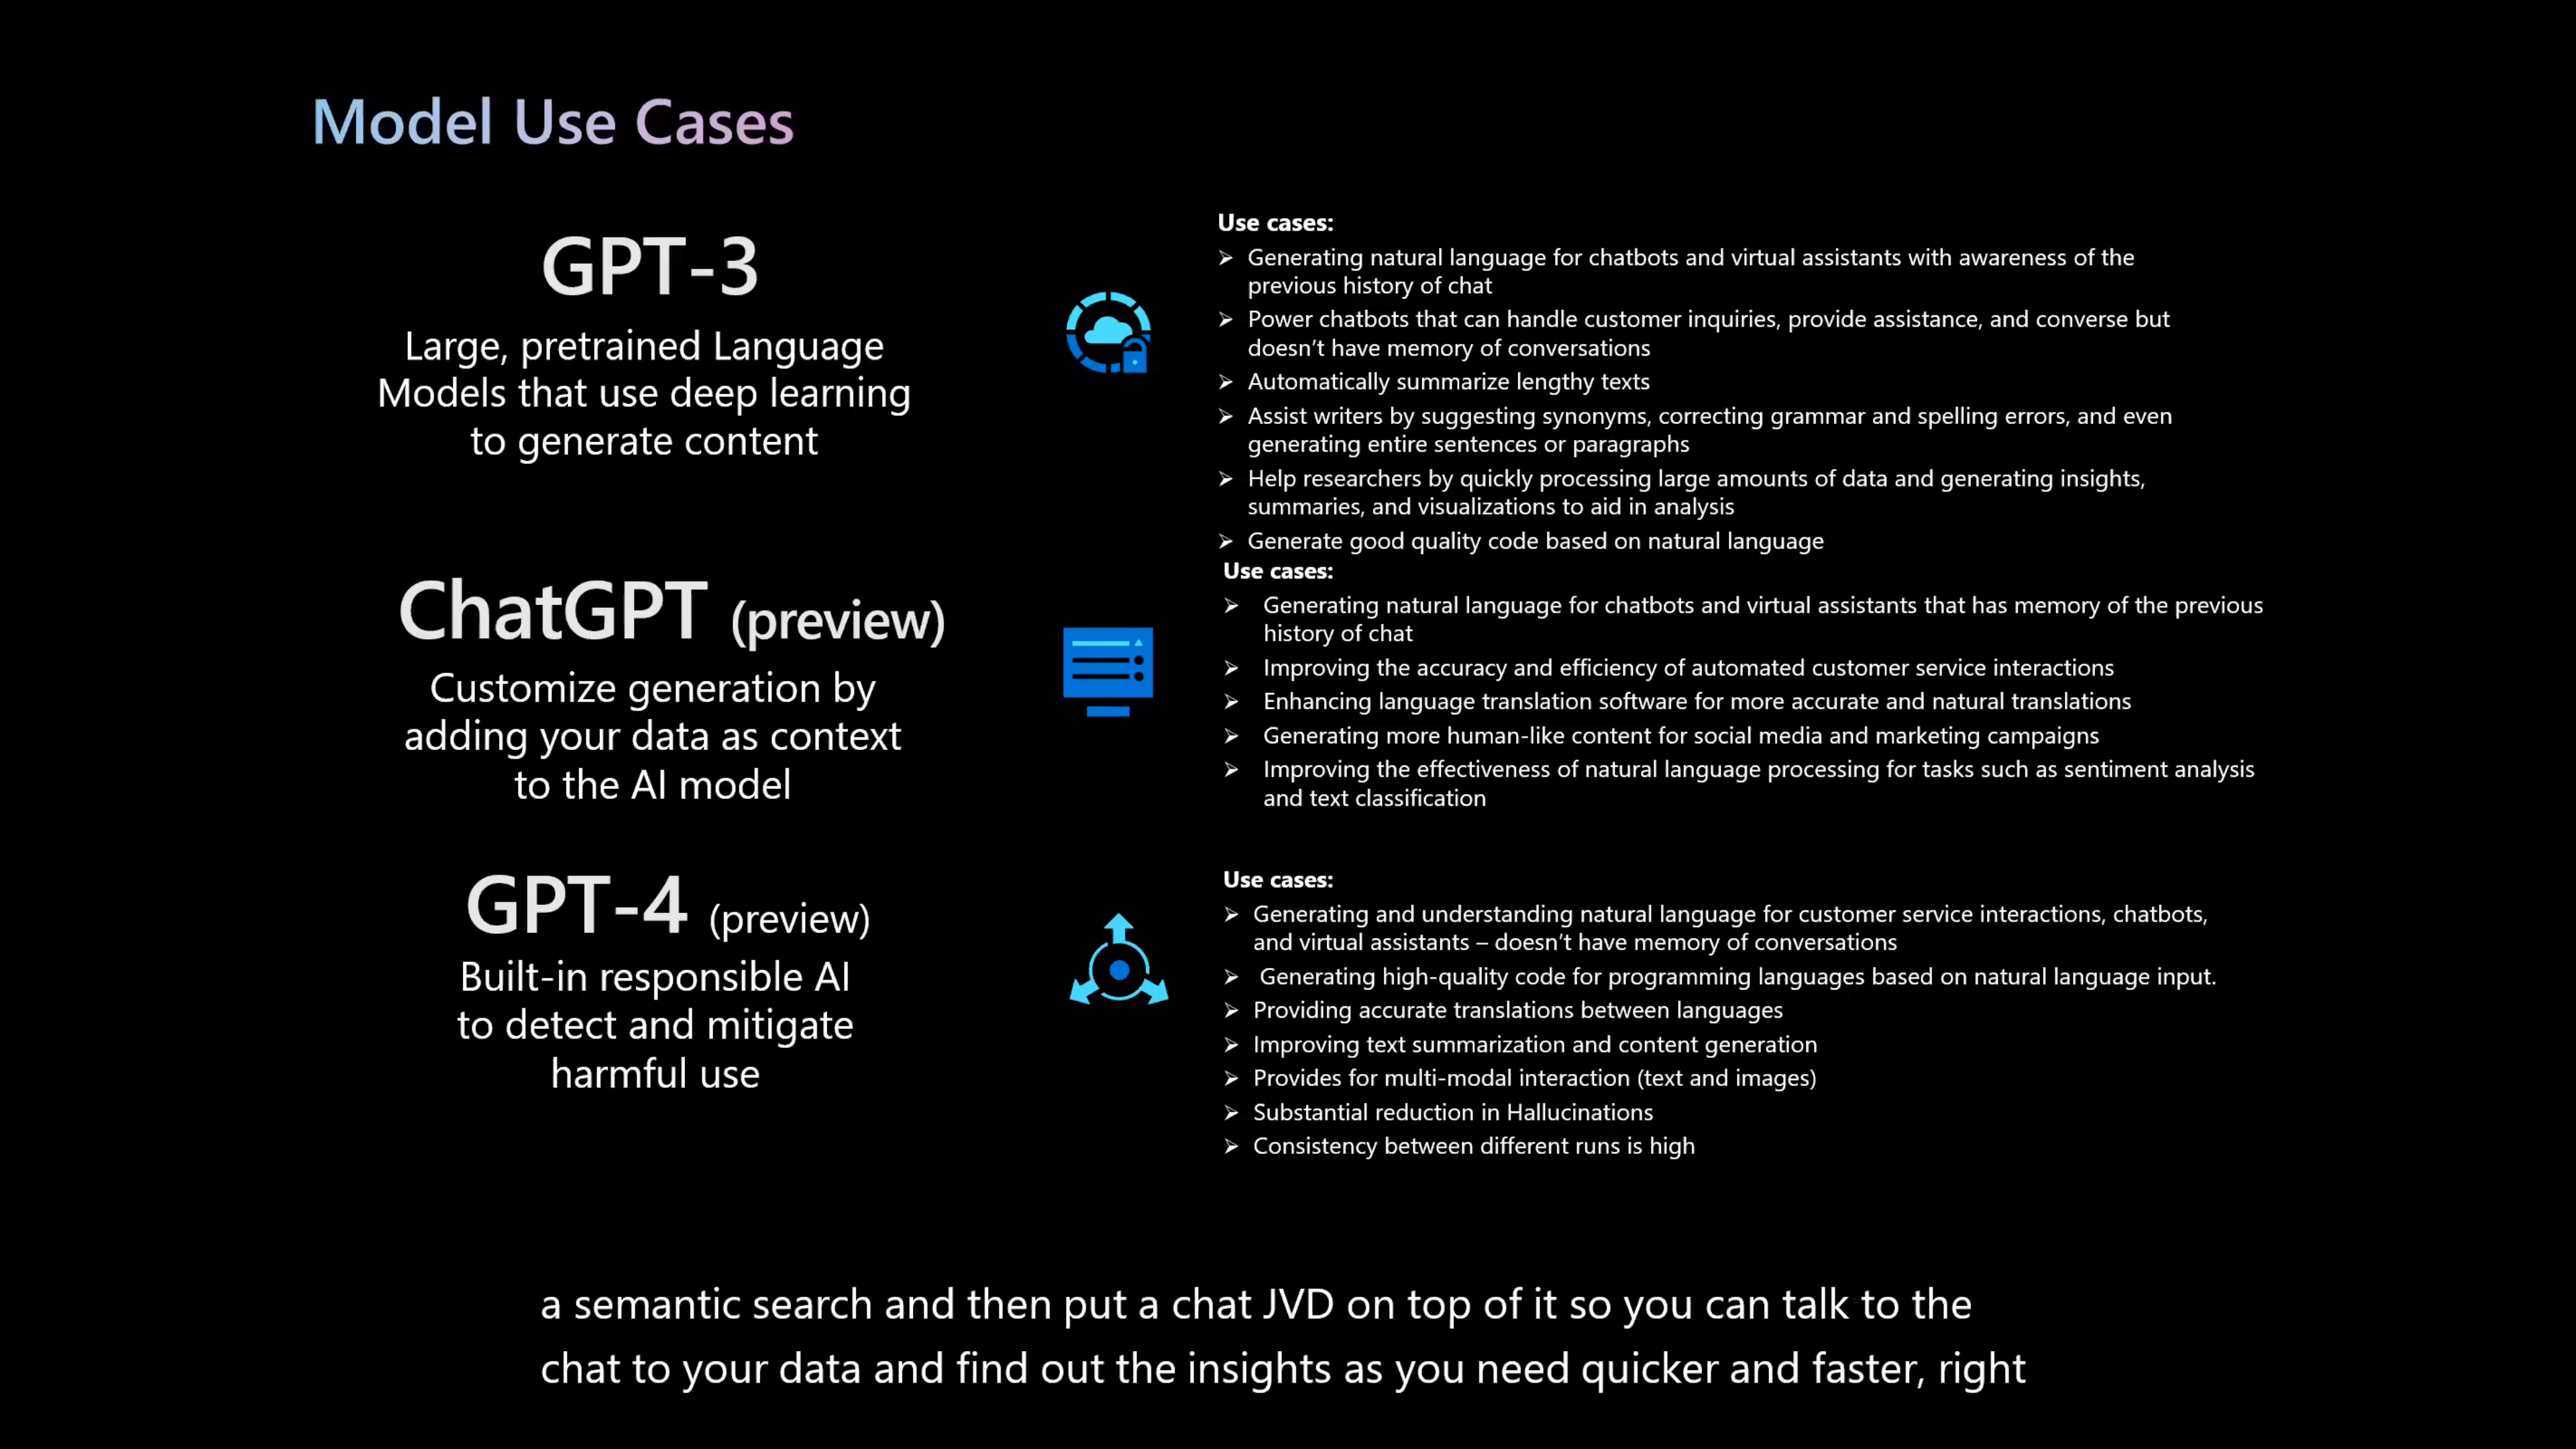 Model Use Cases
GPT-3
Large, pretrained Language
Models that use deep learning
to generate content
Use cases:
➢ Generating natural language for chatbots and virtual assistants with awareness of the
previous history of chat
➢ Power chatbots that can handle customer inquiries, provide assistance, and converse but
doesn't have memory of conversations
➢ Automatically summarize lengthy texts
➢ Assist writers by suggesting synonyms, correcting grammar and spelling errors, and even
generating entire sentences or paragraphs
➢ Help researchers by quickly processing large amounts of data and generating insights,
summaries, and visualizations to aid in analysis
➢ Generate good quality code based on natural language
ChatGPT (preview)
Customize generation by
adding your data as context
to the AI model
Use cases:
➢ Generating natural language for chatbots and virtual assistants that has memory of the previous
history of chat
➢ Improving the accuracy and efficiency of automated customer service interactions
➢ Enhancing language translation software for more accurate and natural translations
➢ Generating more human-like content for social media and marketing campaigns
➢ Improving the effectiveness of natural language processing for tasks such as sentiment analysis
and text classification
GPT-4 (preview)
Built-in responsible AI
to detect and mitigate
harmful use
Use cases:
➢ Generating and understanding natural language for customer service interactions, chatbots,
and virtual assistants – doesn't have memory of conversations
➢ Generating high-quality code for programming languages based on natural language input.
➢ Providing accurate translations between languages
➢ Improving text summarization and content generation
➢ Provides for multi-modal interaction (text and images)
➢ Substantial reduction in Hallucinations
➢ Consistency between different runs is high
a semantic search and then put a chat JVD on top of it so you can talk to the
chat to your data and find out the insights as you need quicker and faster, right